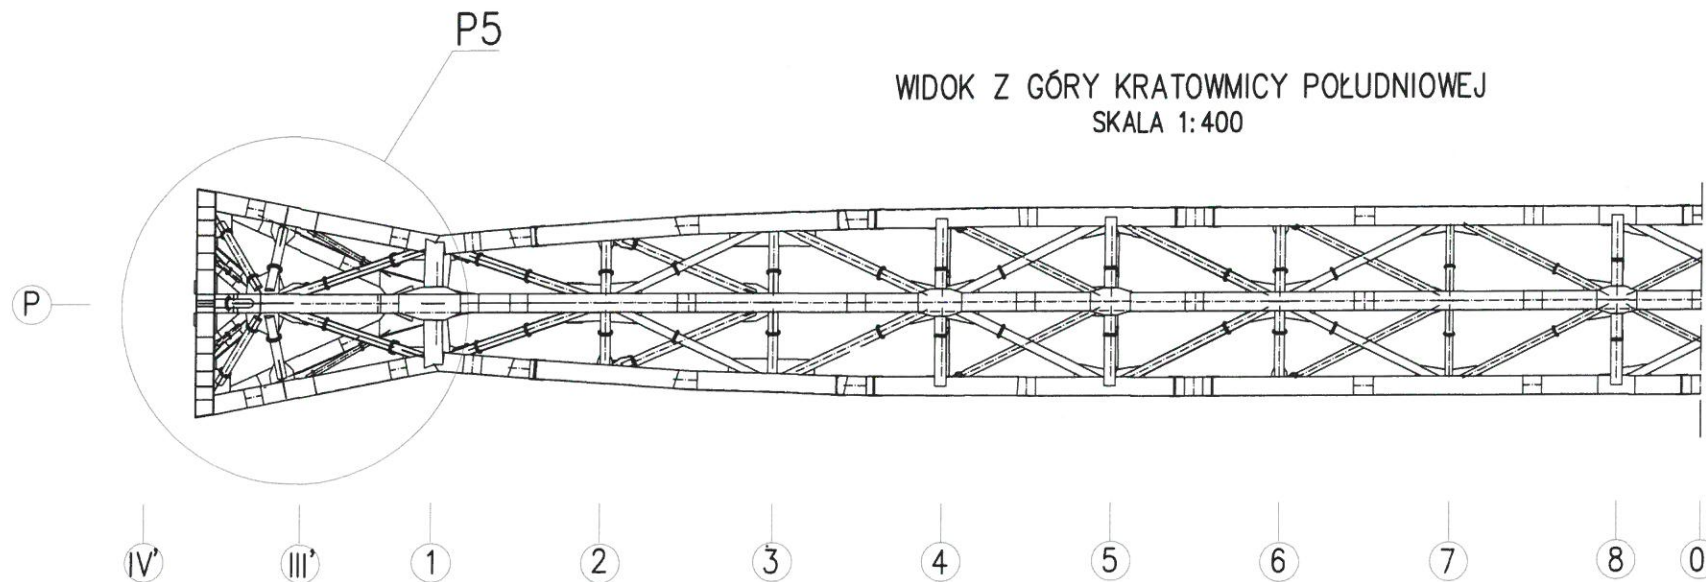 P5
WIDOK Z GÓRY KRATOWMICY POŁUDNIOWEJ
SKALA 1:400
P
IV' III' 1 2 3 4 5 6 7 8 0